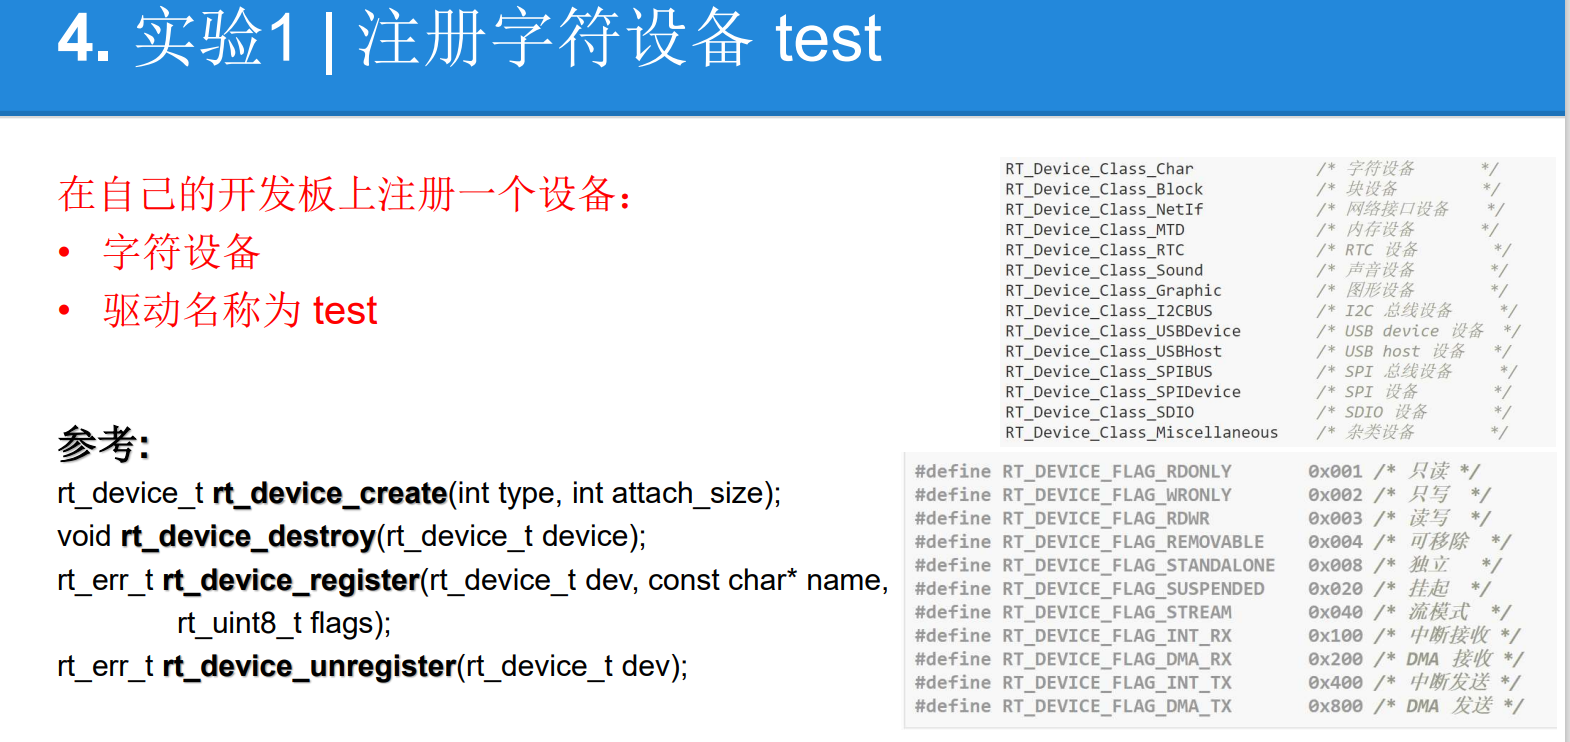 4. 实验1 | 注册字符设备 test
在自己的开发板上注册一个设备：
• 字符设备
• 驱动名称为 test
参考:
rt_device_t rt_device_create(int type, int attach_size);
void rt_device_destroy(rt_device_t device);
rt_err_t rt_device_register(rt_device_t dev, const char* name,
rt_uint8_t flags);
rt_err_t rt_device_unregister(rt_device_t dev);
RT_Device_Class_Char /* 字符设备 */
RT_Device_Class_Block /* 块设备 */
RT_Device_Class_NetIf /* 网络接口设备 */
RT_Device_Class_MTD /* 内存设备 */
RT_Device_Class_RTC /* RTC 设备 */
RT_Device_Class_Sound /* 声音设备 */
RT_Device_Class_Graphic /* 图形设备 */
RT_Device_Class_I2CBUS /* I2C 总线设备 */
RT_Device_Class_USBDevice /* USB device 设备 */
RT_Device_Class_USBHost /* USB host 设备 */
RT_Device_Class_SPIBUS /* SPI 总线设备 */
RT_Device_Class_SPIDevice /* SPI 设备 */
RT_Device_Class_SDIO /* SDIO 设备 */
RT_Device_Class_Miscellaneous /* 杂类设备 */
#define RT_DEVICE_FLAG_RDONLY 0x001 /* 只读 */
#define RT_DEVICE_FLAG_WRONLY 0x002 /* 只写 */
#define RT_DEVICE_FLAG_RDWR 0x003 /* 读写 */
#define RT_DEVICE_FLAG_REMOVABLE 0x004 /* 可移除 */
#define RT_DEVICE_FLAG_STANDALONE 0x008 /* 独立 */
#define RT_DEVICE_FLAG_SUSPENDED 0x020 /* 挂起 */
#define RT_DEVICE_FLAG_STREAM 0x040 /* 流模式 */
#define RT_DEVICE_FLAG_INT_RX 0x100 /* 中断接收 */
#define RT_DEVICE_FLAG_DMA_RX 0x200 /* DMA 接收 */
#define RT_DEVICE_FLAG_INT_TX 0x400 /* 中断发送 */
#define RT_DEVICE_FLAG_DMA_TX 0x800 /* DMA 发送 */